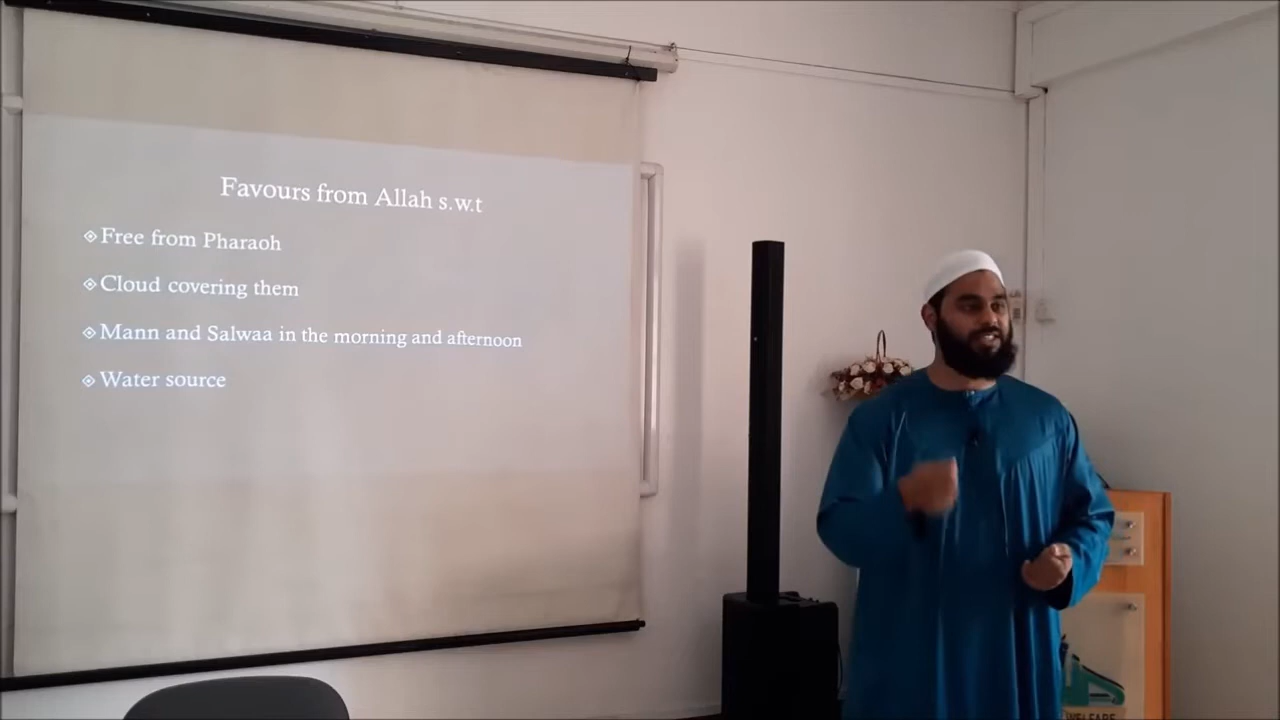 Favours from Allah s.w.t
Free from Pharaoh
Cloud covering them
Mann and Salwaa in the morning and afternoon
Water source
WELFARE